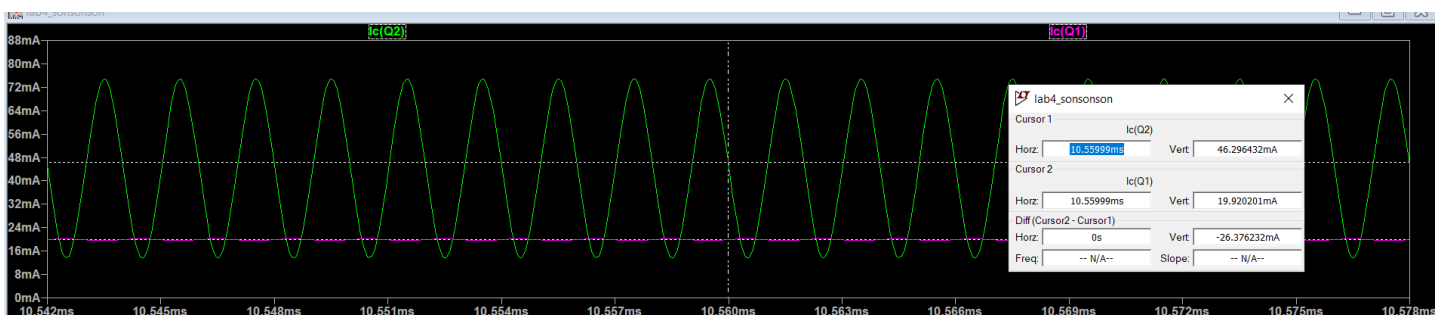 lab4_sonsonson
Ic(Q2) Ic(Q1)
88mA
80mA
72mA
64mA
56mA
48mA
40mA
32mA
24mA
16mA
8mA
0mA
10.542ms 10.545ms 10.548ms 10.551ms 10.554ms 10.557ms 10.560ms 10.563ms 10.566ms 10.569ms 10.572ms 10.575ms 10.578ms
lab4_sonsonson
Cursor 1
Ic(Q2)
Horz: 10.55999ms Vert: 46.296432mA
Cursor 2
Ic(Q1)
Horz: 10.55999ms Vert: 19.920201mA
Diff (Cursor2 - Cursor1)
Horz: 0s Vert: -26.376232mA
Freq: -- N/A-- Slope: -- N/A--